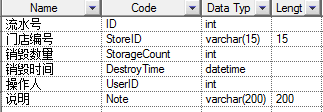 Name Code Data Typ Lengt
流水号 ID int
门店编号 StoreID varchar(15) 15
销毁数量 StorageCount int
销毁时间 DestroyTime datetime
操作人 UserID int
说明 Note varchar(200) 200